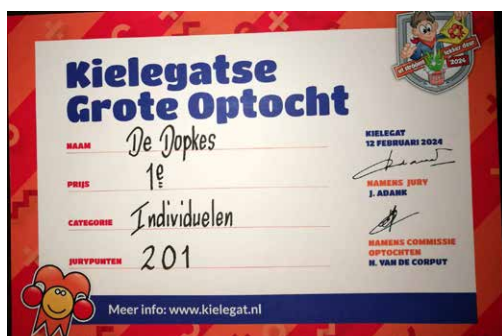 Kielegatse
Grote Optocht
NAAM De Dopkes
PRIJS 1e
CATEGORIE Individuelen
JURYPUNTEN 201
KIELEGAT
12 FEBRUARI 2024
NAMENS JURY
J. ADANK
NAMENS COMMISSIE
OPTOCHTEN
H. VAN DE CORPUT
Meer info: www.kielegat.nl
2024